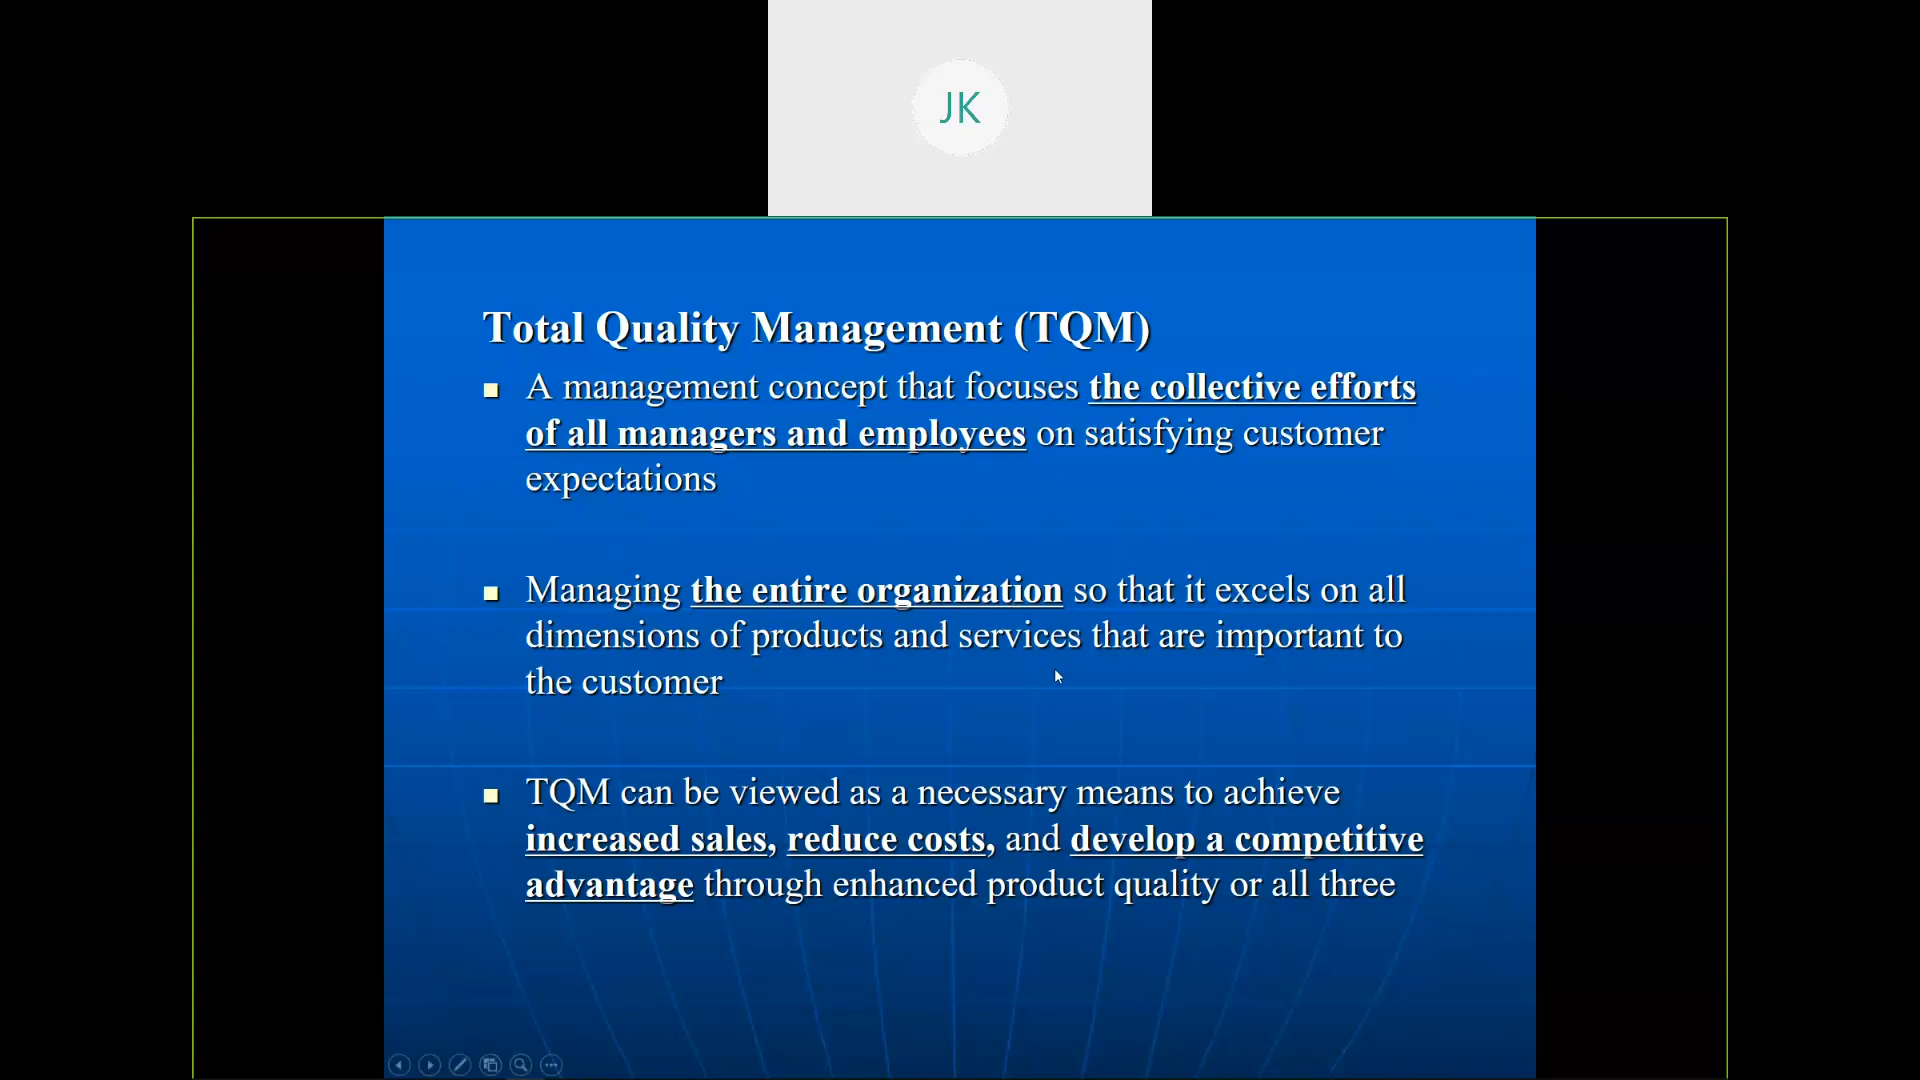 JK
Total Quality Management (TQM)
A management concept that focuses the collective efforts
of all managers and employees on satisfying customer
expectations
Managing the entire organization so that it excels on all
dimensions of products and services that are important to
the customer
TQM can be viewed as a necessary means to achieve
increased sales, reduce costs, and develop a competitive
advantage through enhanced product quality or all three